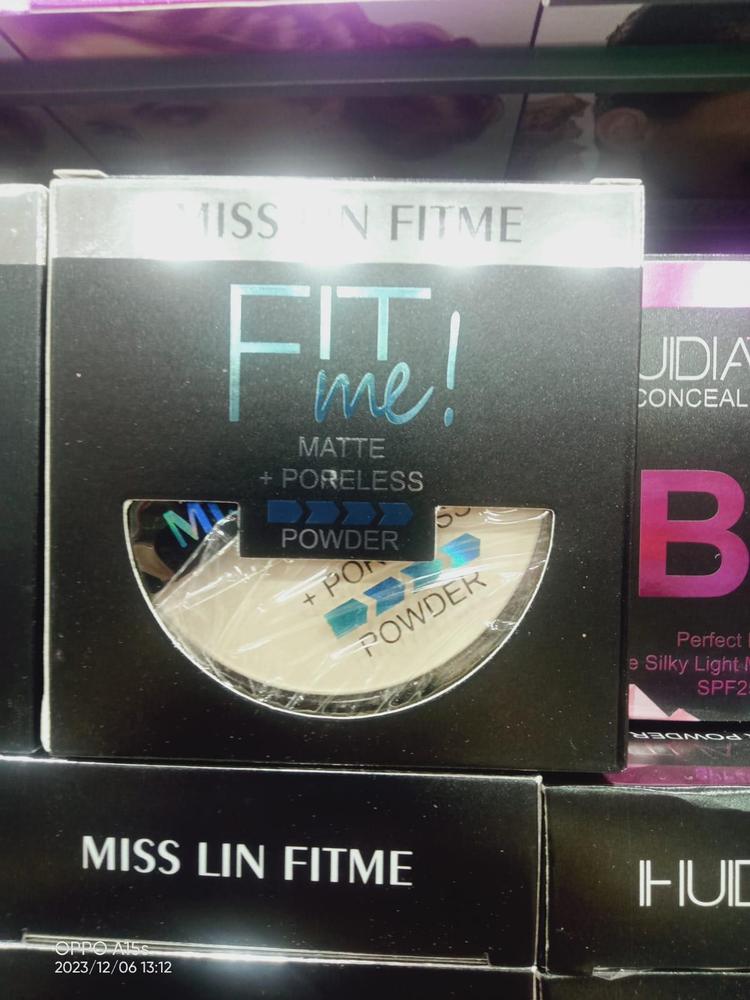 MISS LIN FITME
FIT
me!
MATTE
+ PORELESS
POWDER
+ POR
POWDER
CONCEAL
B
Perfect
e Silky Light M
SPF2
POWDER
MISS LIN FITME
HUD
OPPO A15s
2023/12/06 13:12